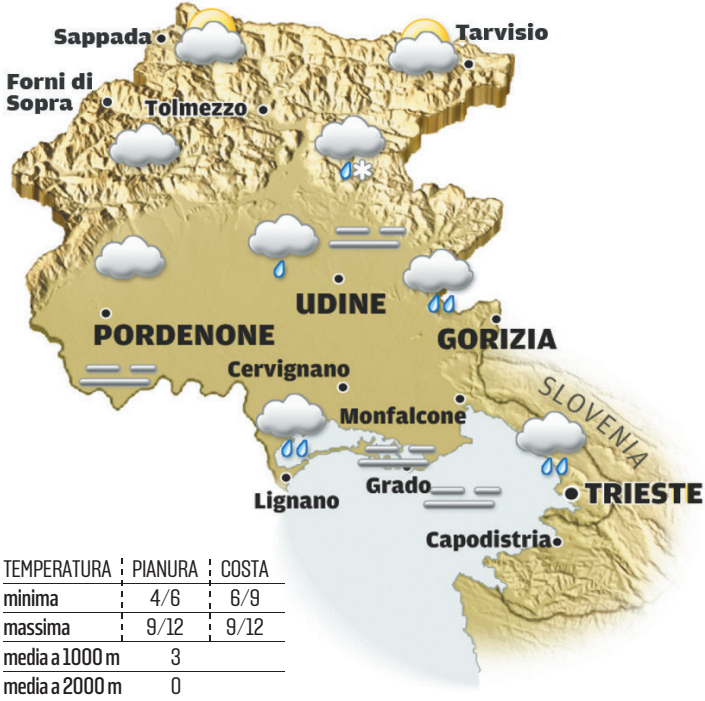 Sappada
Tarvisio
Forni di
Sopra
Tolmezzo
UDINE
PORDENONE
GORIZIA
Cervignano
SLOVENIA
Monfalcone
Grado
Lignano
TRIESTE
Capodistria
TEMPERATURA PIANURA COSTA
minima 4/6 6/9
massima 9/12 9/12
media a 1000 m 3
media a 2000 m 0